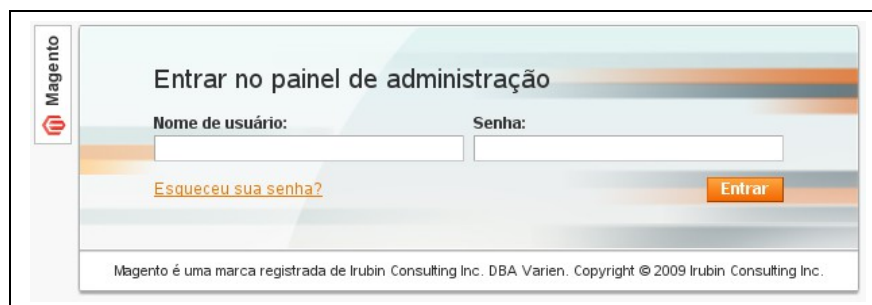 Magento
Entrar no painel de administração
Nome de usuário: Senha:
Esqueceu sua senha? Entrar
Magento é uma marca registrada de Irubin Consulting Inc. DBA Varien. Copyright © 2009 Irubin Consulting Inc.